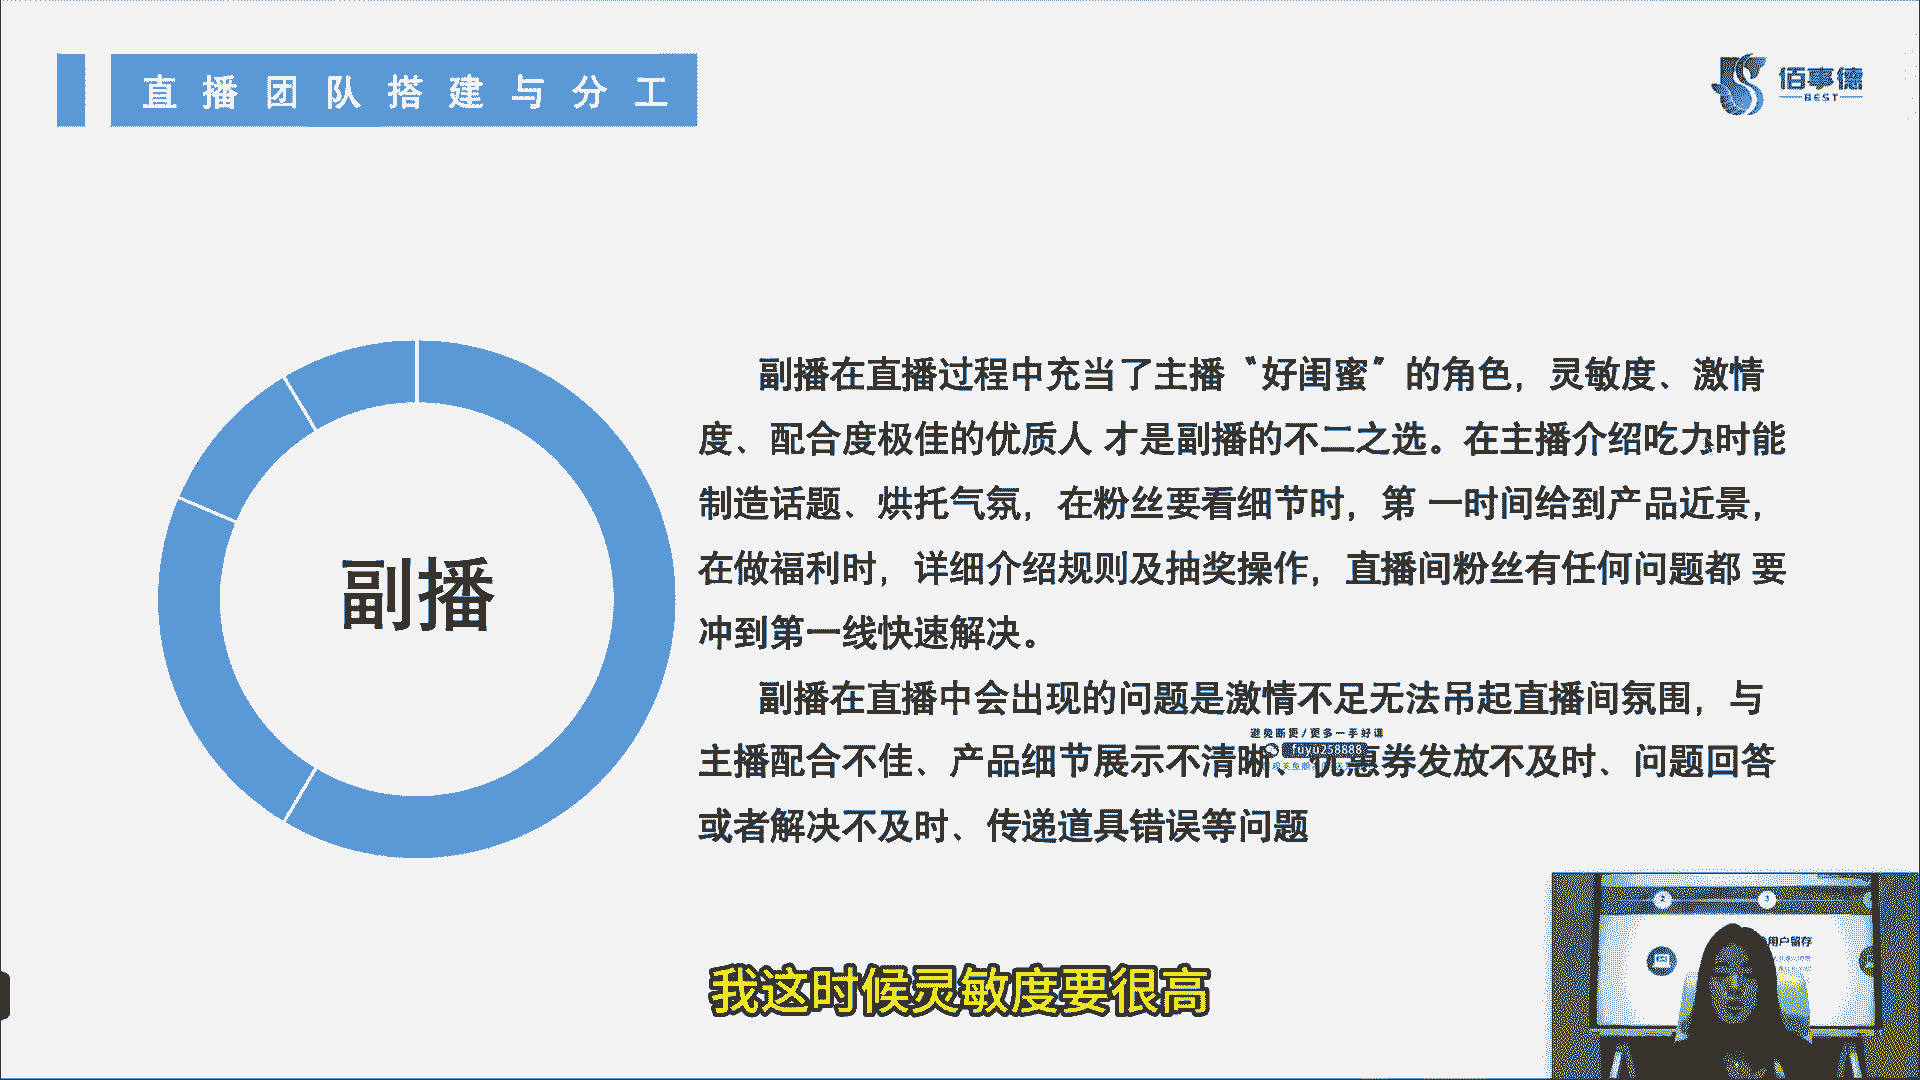 直播团队搭建与分工
佰事德
BEST
副播在直播过程中充当了主播“好闺蜜”的角色，灵敏度、激情
度、配合度极佳的优质人 才是副播的不二之选。在主播介绍吃力时能
制造话题、烘托气氛，在粉丝要看细节时，第 一时间给到产品近景，
在做福利时，详细介绍规则及抽奖操作，直播间粉丝有任何问题都 要
冲到第一线快速解决。
副播
副播在直播中会出现的问题是激情不足无法吊起直播间氛围，与
避免断更/更多一手好课
fuyu258888
主播配合不佳、产品细节展示不清晰、优惠券发放不及时、问题回答
或者解决不及时、传递道具错误等问题
2
3
用户留存
我这时候灵敏度要很高